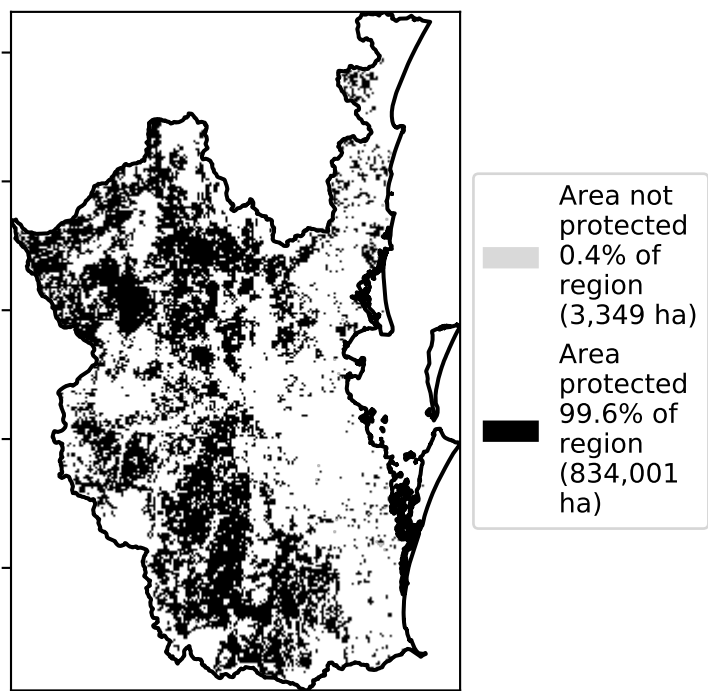 Area not
protected
0.4% of
region
(3,349 ha)
Area
protected
99.6% of
region
(834,001
ha)